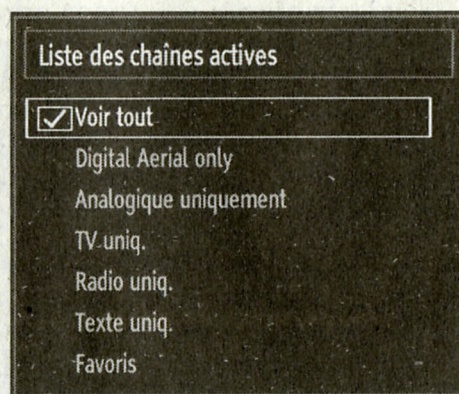 Liste des chaînes actives
Voir tout
Digital Aerial only
Analogique uniquement
TV uniq.
Radio uniq.
Texte uniq.
Favoris